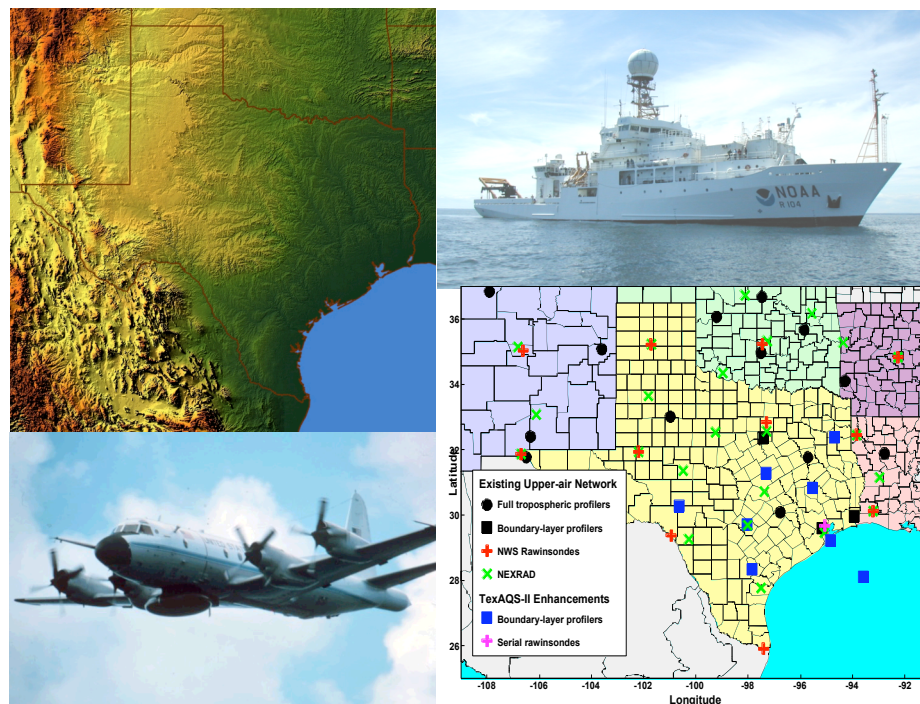 NOAA
R 104
36
34
32
30
28
26
Latitude
Existing Upper-air Network
Full tropospheric profilers
Boundary-layer profilers
NWS Rawinsondes
NEXRAD
TexAQS-II Enhancements
Boundary-layer profilers
Serial rawinsondes
-108 -106 -104 -102 -100 -98 -96 -94 -92
Longitude